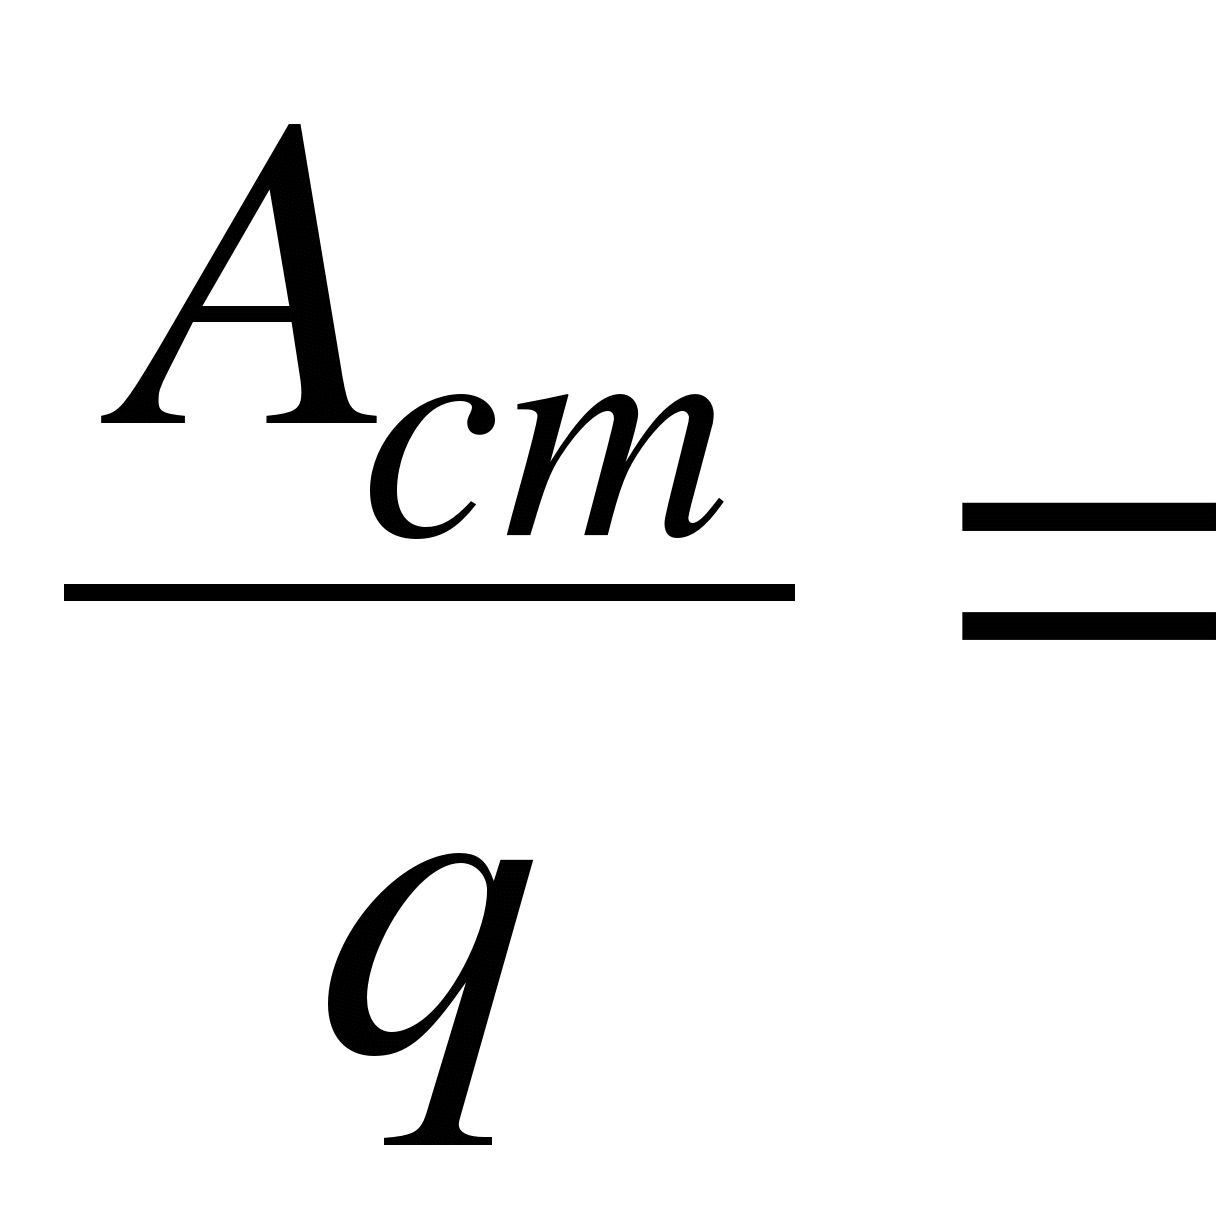 A_cm
q =